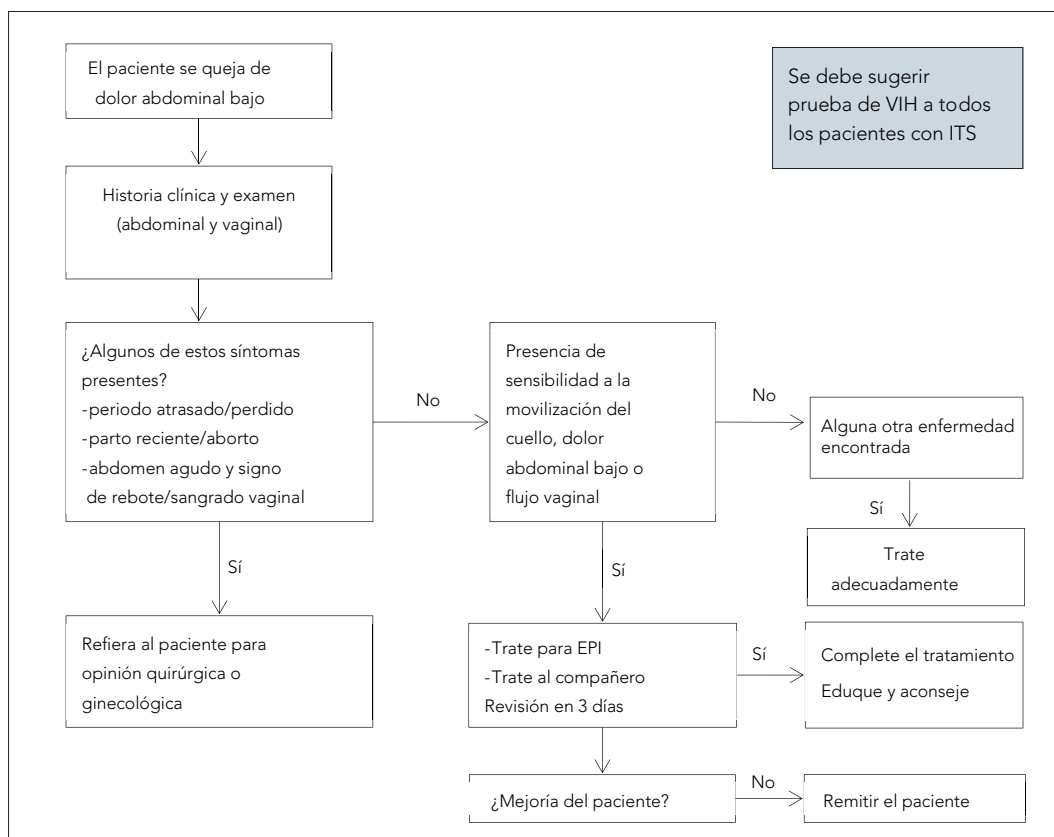 El paciente se queja de
dolor abdominal bajo
Se debe sugerir
prueba de VIH a todos
los pacientes con ITS
Historia clínica y examen
(abdominal y vaginal)
¿Algunos de estos síntomas
presentes?
-periodo atrasado/perdido
-parto reciente/aborto
-abdomen agudo y signo
de rebote/sangrado vaginal
No
Presencia de
sensibilidad a la
movilización del
cuello, dolor
abdominal bajo o
flujo vaginal
No
Alguna otra enfermedad
encontrada
Sí
Trate
adecuadamente
Sí
Refiera al paciente para
opinión quirúrgica o
ginecológica
Sí
-Trate para EPI
-Trate al compañero
Revisión en 3 días
Sí
Complete el tratamiento
Eduque y aconseje
¿Mejoría del paciente?
No
Remitir el paciente